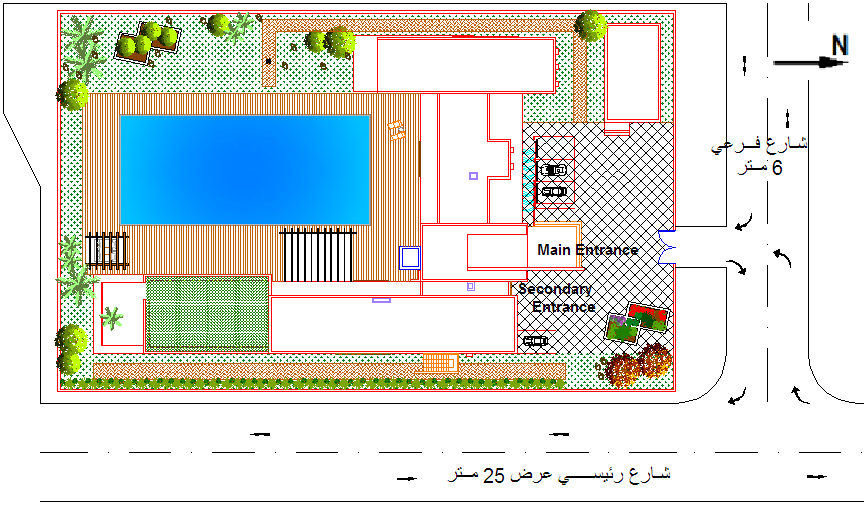 N
شارع فرعي
6 متر
Main Entrance
Secondary
Entrance
شارع رئيسي عرض 25 متر